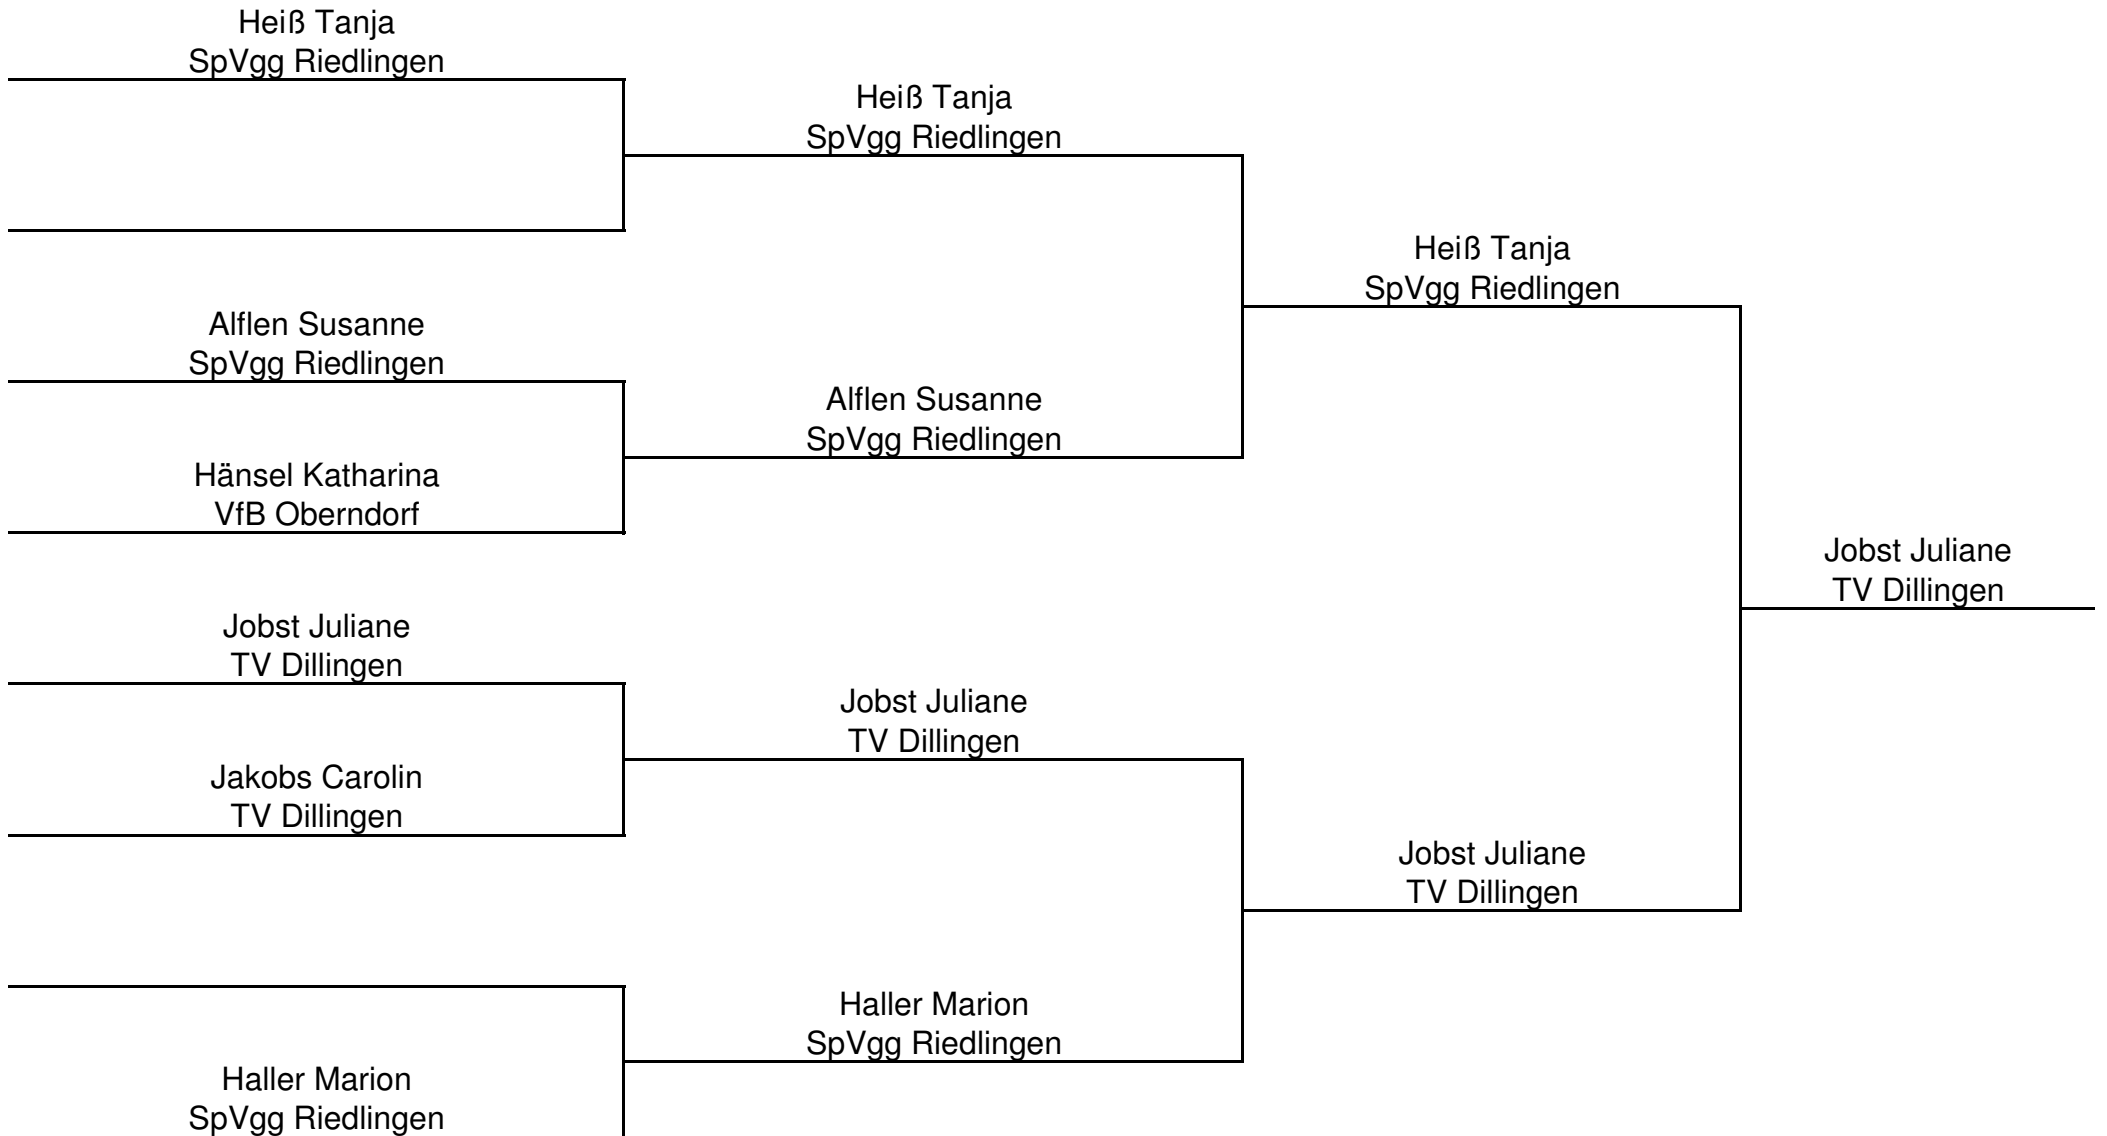 Heiß Tanja
SpVgg Riedlingen
Heiß Tanja
SpVgg Riedlingen
Heiß Tanja
SpVgg Riedlingen
Alflen Susanne
SpVgg Riedlingen
Alflen Susanne
SpVgg Riedlingen
Hänsel Katharina
VfB Oberndorf
Jobst Juliane
TV Dillingen
Jobst Juliane
TV Dillingen
Jobst Juliane
TV Dillingen
Jakobs Carolin
TV Dillingen
Jobst Juliane
TV Dillingen
Haller Marion
SpVgg Riedlingen
Haller Marion
SpVgg Riedlingen